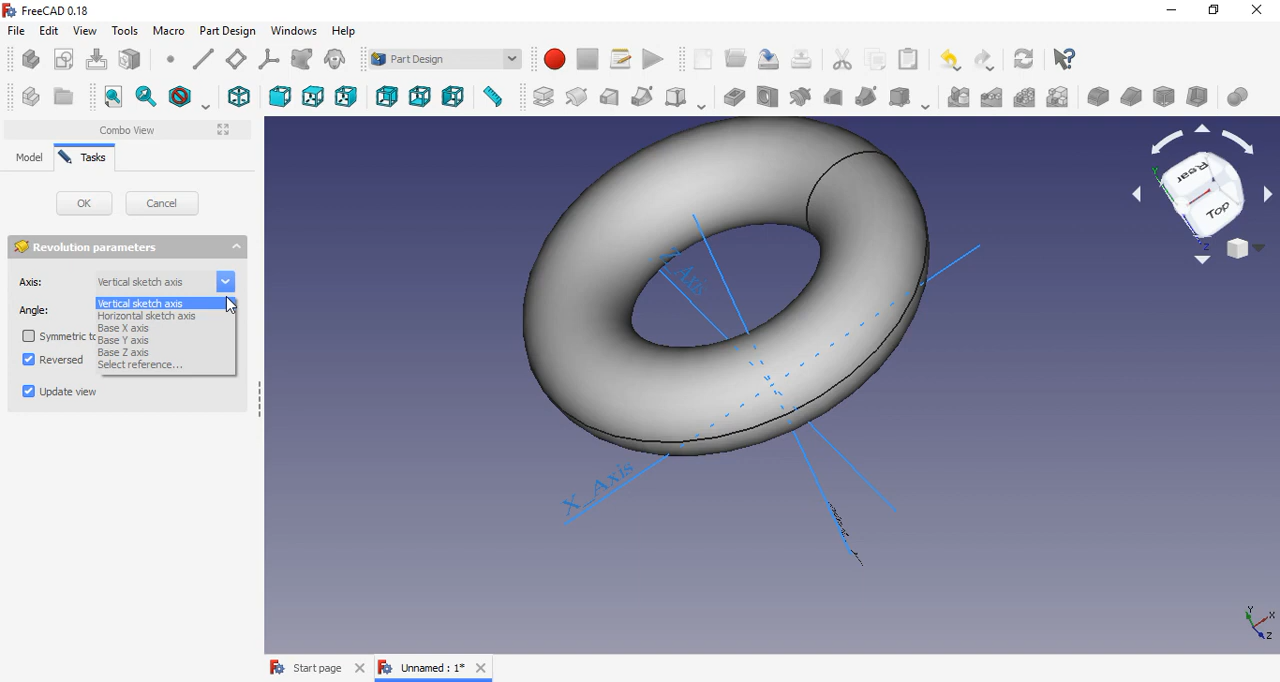 FreeCAD 0.18
File Edit View Tools Macro Part Design Windows Help
Part Design
Combo View
Model Tasks
OK Cancel
Revolution parameters
Axis: Vertical sketch axis
Vertical sketch axis
Angle:
Horizontal sketch axis
Base X axis
Symmetric to
Base Y axis
Base Z axis
Reversed
Select reference...
Update view
X_Axis
Rear
Top
Y
Z
Y
X
Z
Start page Unnamed : 1*